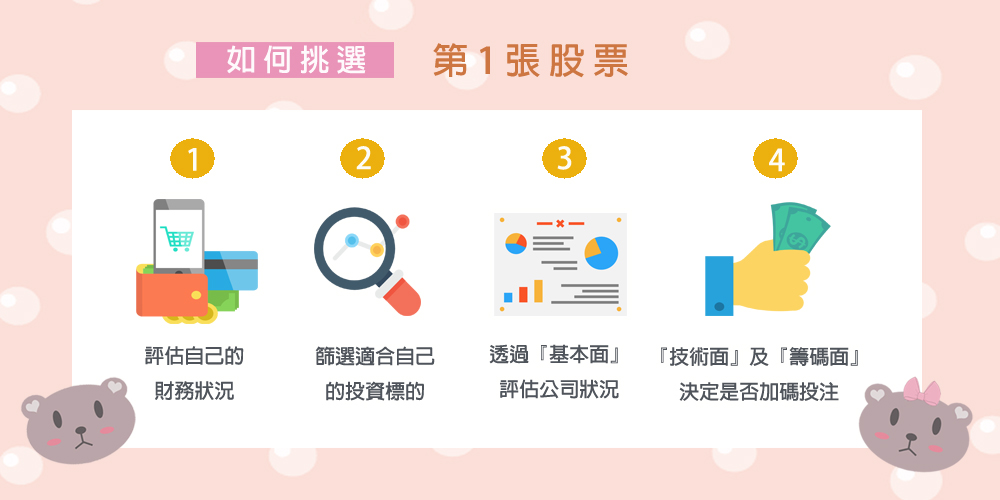 如何挑選 第1張股票
1
2
3
4
評估自己的
財務狀況
篩選適合自己
的投資標的
透過『基本面』
評估公司狀況
『技術面』及『籌碼面』
決定是否加碼投注